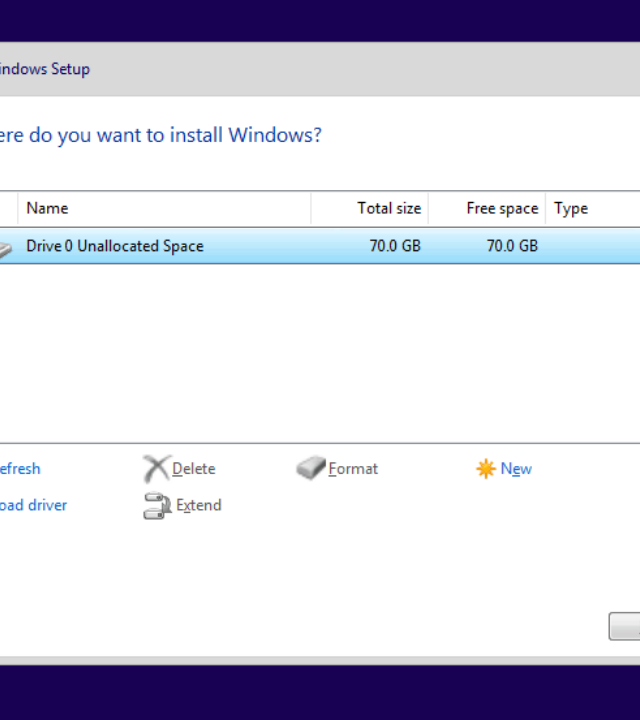 indows Setup
ere do you want to install Windows?
Name Total size Free space Type
Drive 0 Unallocated Space 70.0 GB 70.0 GB
efresh Delete Format New
oad driver Extend